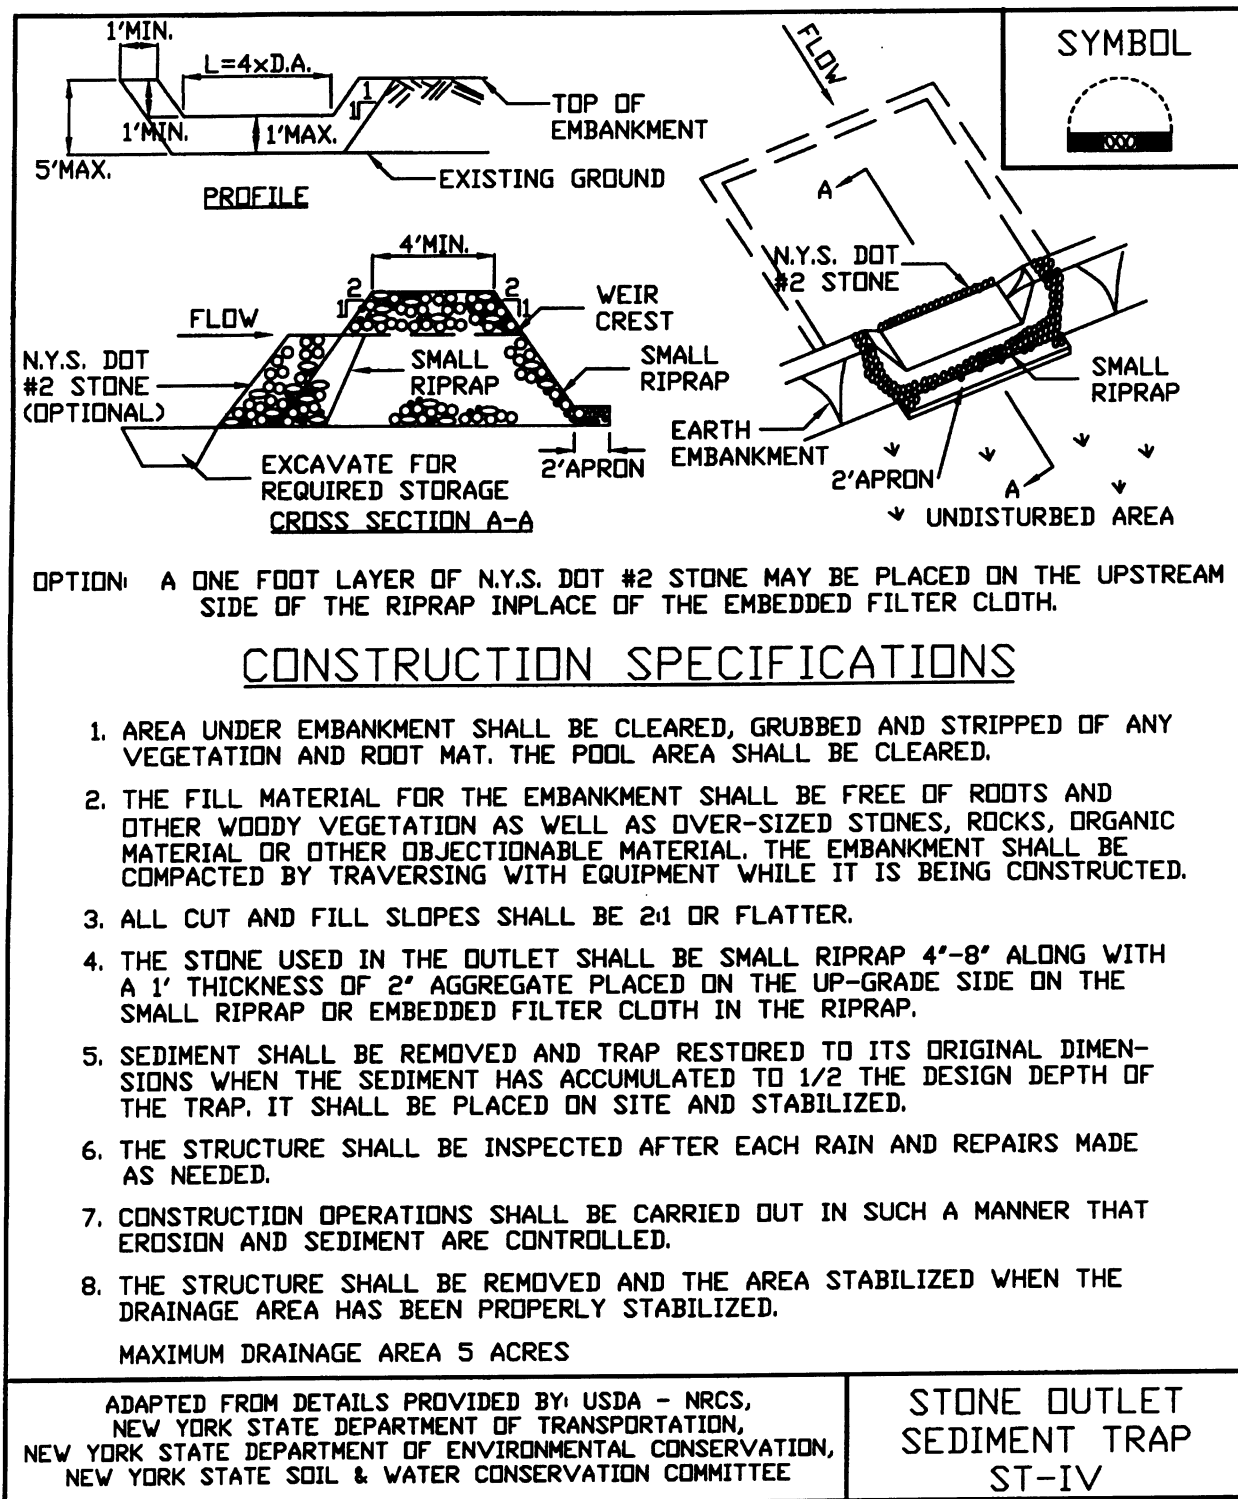 1'MIN.
L=4xD.A.
1
1
1'MIN.
1'MAX.
5'MAX.
TOP OF
EMBANKMENT
EXISTING GROUND
PROFILE
FLOW
SYMBOL
A
N.Y.S. DOT
#2 STONE
SMALL
RIPRAP
EARTH
EMBANKMENT
2'APRON
A
UNDISTURBED AREA
4'MIN.
2
1
2
1
FLOW
WEIR
CREST
N.Y.S. DOT
#2 STONE
(OPTIONAL)
SMALL
RIPRAP
SMALL
RIPRAP
EXCAVATE FOR
REQUIRED STORAGE
2'APRON
CROSS SECTION A-A
OPTION: A ONE FOOT LAYER OF N.Y.S. DOT #2 STONE MAY BE PLACED ON THE UPSTREAM
SIDE OF THE RIPRAP INPLACE OF THE EMBEDDED FILTER CLOTH.
CONSTRUCTION SPECIFICATIONS
1. AREA UNDER EMBANKMENT SHALL BE CLEARED, GRUBBED AND STRIPPED OF ANY
VEGETATION AND ROOT MAT. THE POOL AREA SHALL BE CLEARED.
2. THE FILL MATERIAL FOR THE EMBANKMENT SHALL BE FREE OF ROOTS AND
OTHER WOODY VEGETATION AS WELL AS OVER-SIZED STONES, ROCKS, ORGANIC
MATERIAL OR OTHER OBJECTIONABLE MATERIAL. THE EMBANKMENT SHALL BE
COMPACTED BY TRAVERSING WITH EQUIPMENT WHILE IT IS BEING CONSTRUCTED.
3. ALL CUT AND FILL SLOPES SHALL BE 2:1 OR FLATTER.
4. THE STONE USED IN THE OUTLET SHALL BE SMALL RIPRAP 4"-8" ALONG WITH
A 1' THICKNESS OF 2" AGGREGATE PLACED ON THE UP-GRADE SIDE ON THE
SMALL RIPRAP OR EMBEDDED FILTER CLOTH IN THE RIPRAP.
5. SEDIMENT SHALL BE REMOVED AND TRAP RESTORED TO ITS ORIGINAL DIMEN-
SIONS WHEN THE SEDIMENT HAS ACCUMULATED TO 1/2 THE DESIGN DEPTH OF
THE TRAP. IT SHALL BE PLACED ON SITE AND STABILIZED.
6. THE STRUCTURE SHALL BE INSPECTED AFTER EACH RAIN AND REPAIRS MADE
AS NEEDED.
7. CONSTRUCTION OPERATIONS SHALL BE CARRIED OUT IN SUCH A MANNER THAT
EROSION AND SEDIMENT ARE CONTROLLED.
8. THE STRUCTURE SHALL BE REMOVED AND THE AREA STABILIZED WHEN THE
DRAINAGE AREA HAS BEEN PROPERLY STABILIZED.
MAXIMUM DRAINAGE AREA 5 ACRES
ADAPTED FROM DETAILS PROVIDED BY: USDA - NRCS,
NEW YORK STATE DEPARTMENT OF TRANSPORTATION,
NEW YORK STATE DEPARTMENT OF ENVIRONMENTAL CONSERVATION,
NEW YORK STATE SOIL & WATER CONSERVATION COMMITTEE
STONE OUTLET
SEDIMENT TRAP
ST-IV